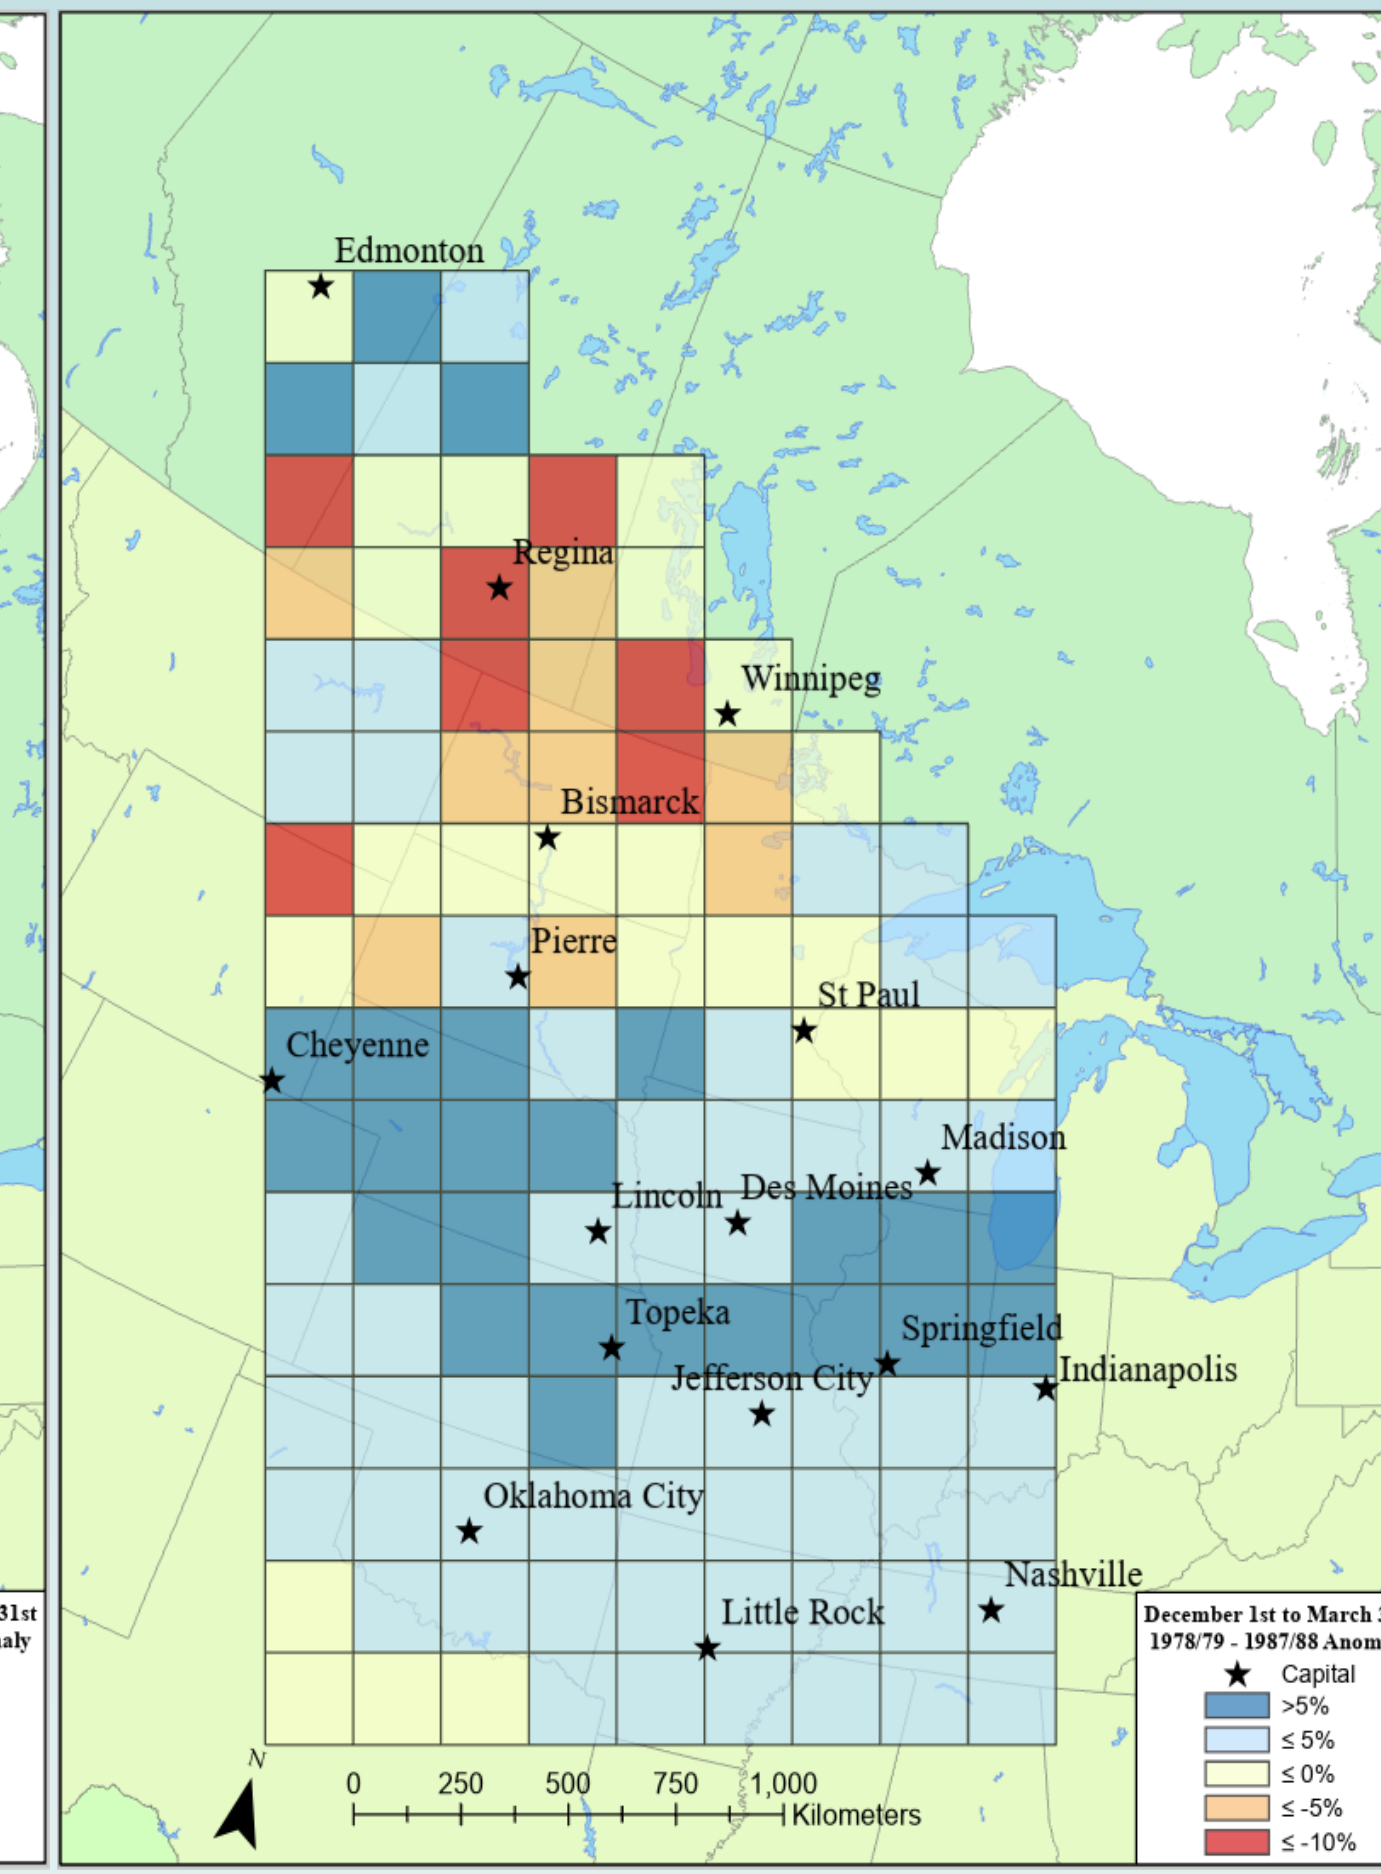 Edmonton
Regina
Winnipeg
Bismarck
Pierre
St Paul
Cheyenne
Madison
Lincoln
Des Moines
Topeka
Springfield
Jefferson City
Indianapolis
Oklahoma City
Nashville
Little Rock
31st
December 1st to March 3
1978/79 - 1987/88 Anom
Capital
>5%
≤ 5%
≤ 0%
≤ -5%
≤ -10%
N
0 250 500 750 1,000
Kilometers